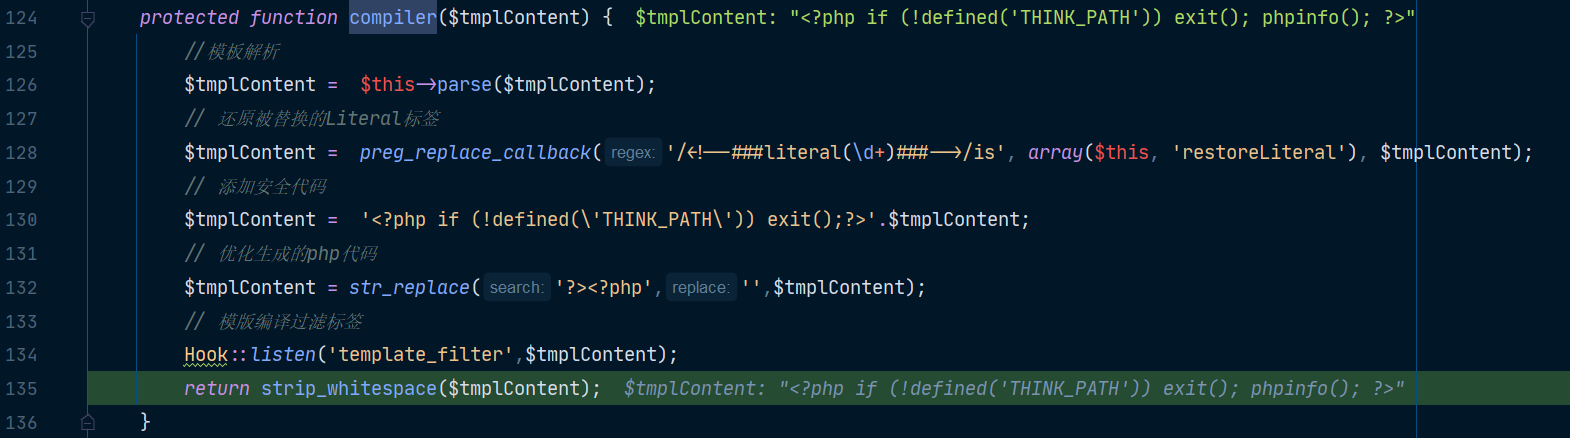 124 protected function compiler($tmplContent) { $tmplContent: "<?php if (!defined('THINK_PATH')) exit(); phpinfo(); ?>"
125 //模板解析
126 $tmplContent = $this->parse($tmplContent);
127 // 还原被替换的Literal标签
128 $tmplContent = preg_replace_callback( regex: '/<!--###literal(\d+)###-->/is', array($this, 'restoreLiteral'), $tmplContent);
129 // 添加安全代码
130 $tmplContent = '<?php if (!defined(\'THINK_PATH\')) exit();?>'.$tmplContent;
131 // 优化生成的php代码
132 $tmplContent = str_replace( search: '?><?php', replace: '',$tmplContent);
133 // 模版编译过滤标签
134 Hook::listen('template_filter',$tmplContent);
135 return strip_whitespace($tmplContent); $tmplContent: "<?php if (!defined('THINK_PATH')) exit(); phpinfo(); ?>"
136 }